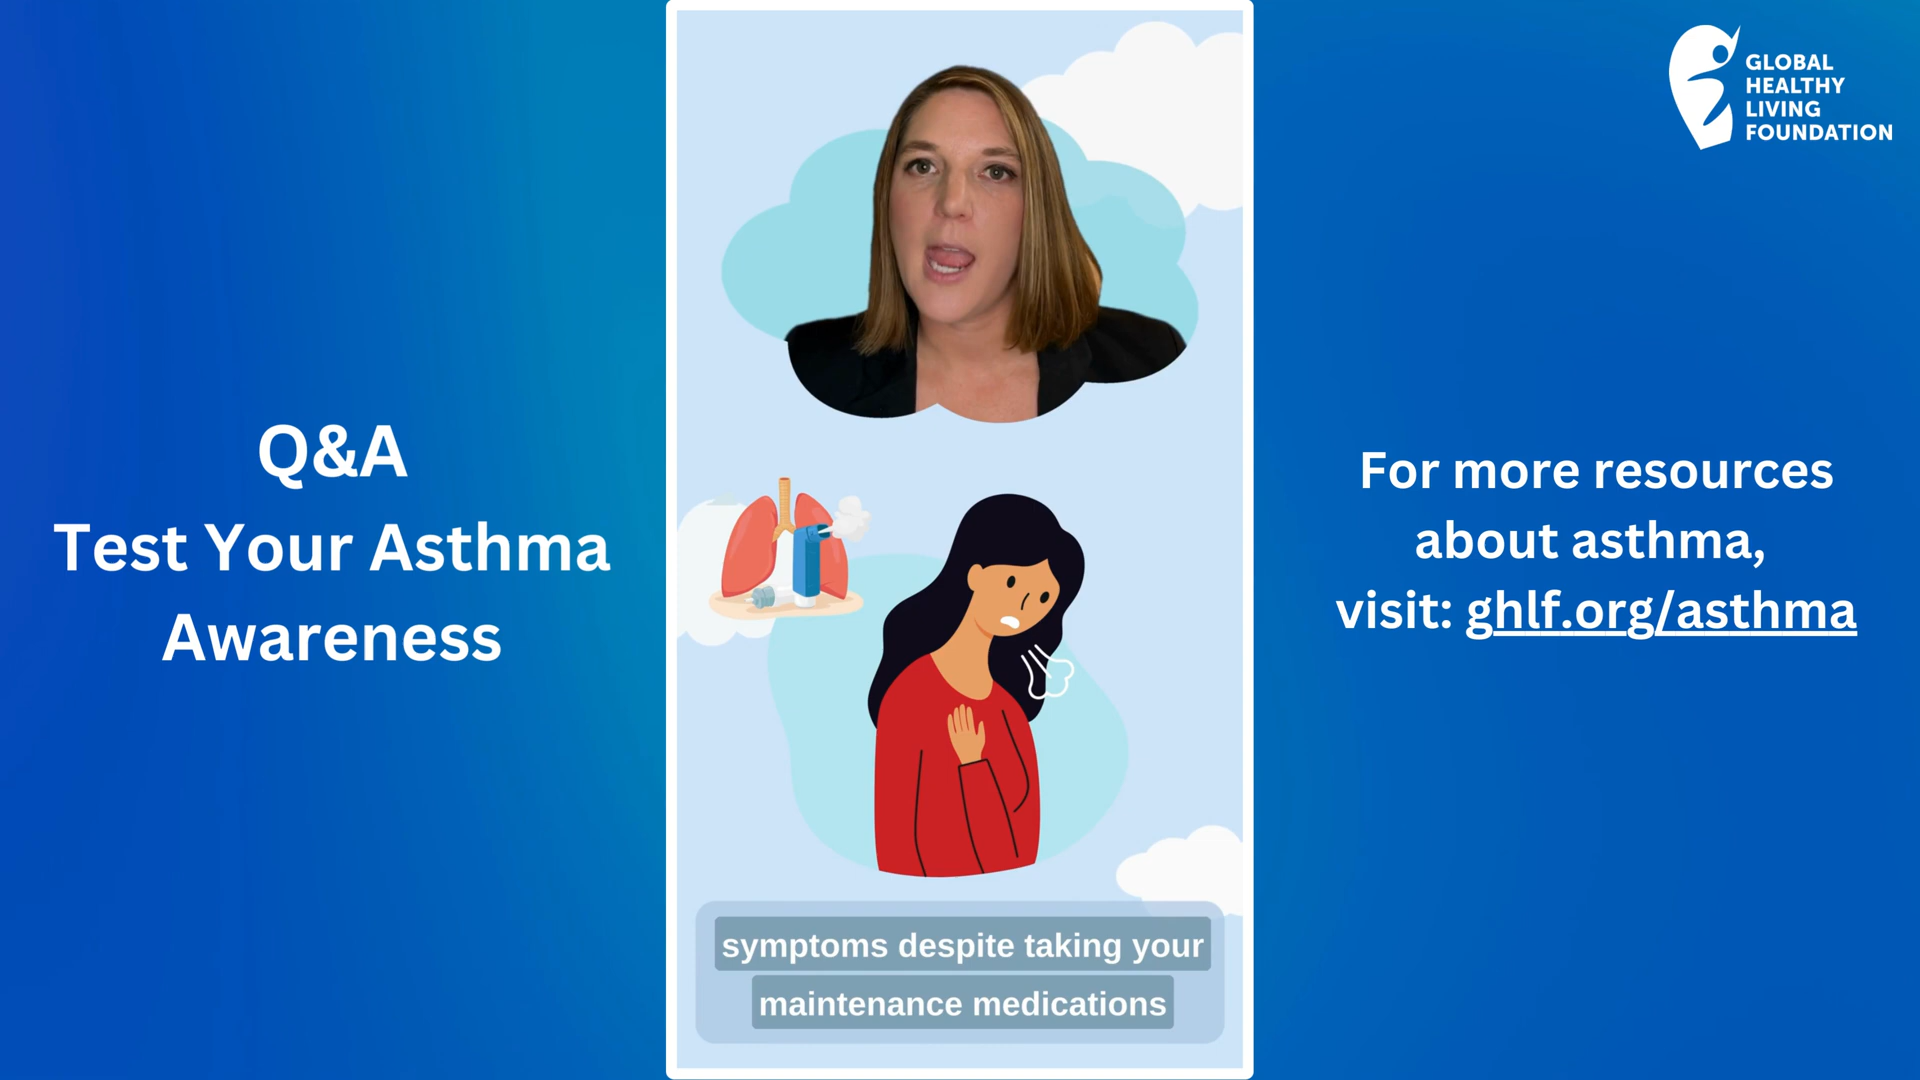 Q&A
Test Your Asthma
Awareness
symptoms despite taking your
maintenance medications
GLOBAL
HEALTHY
LIVING
FOUNDATION
For more resources
about asthma,
visit: ghlf.org/asthma